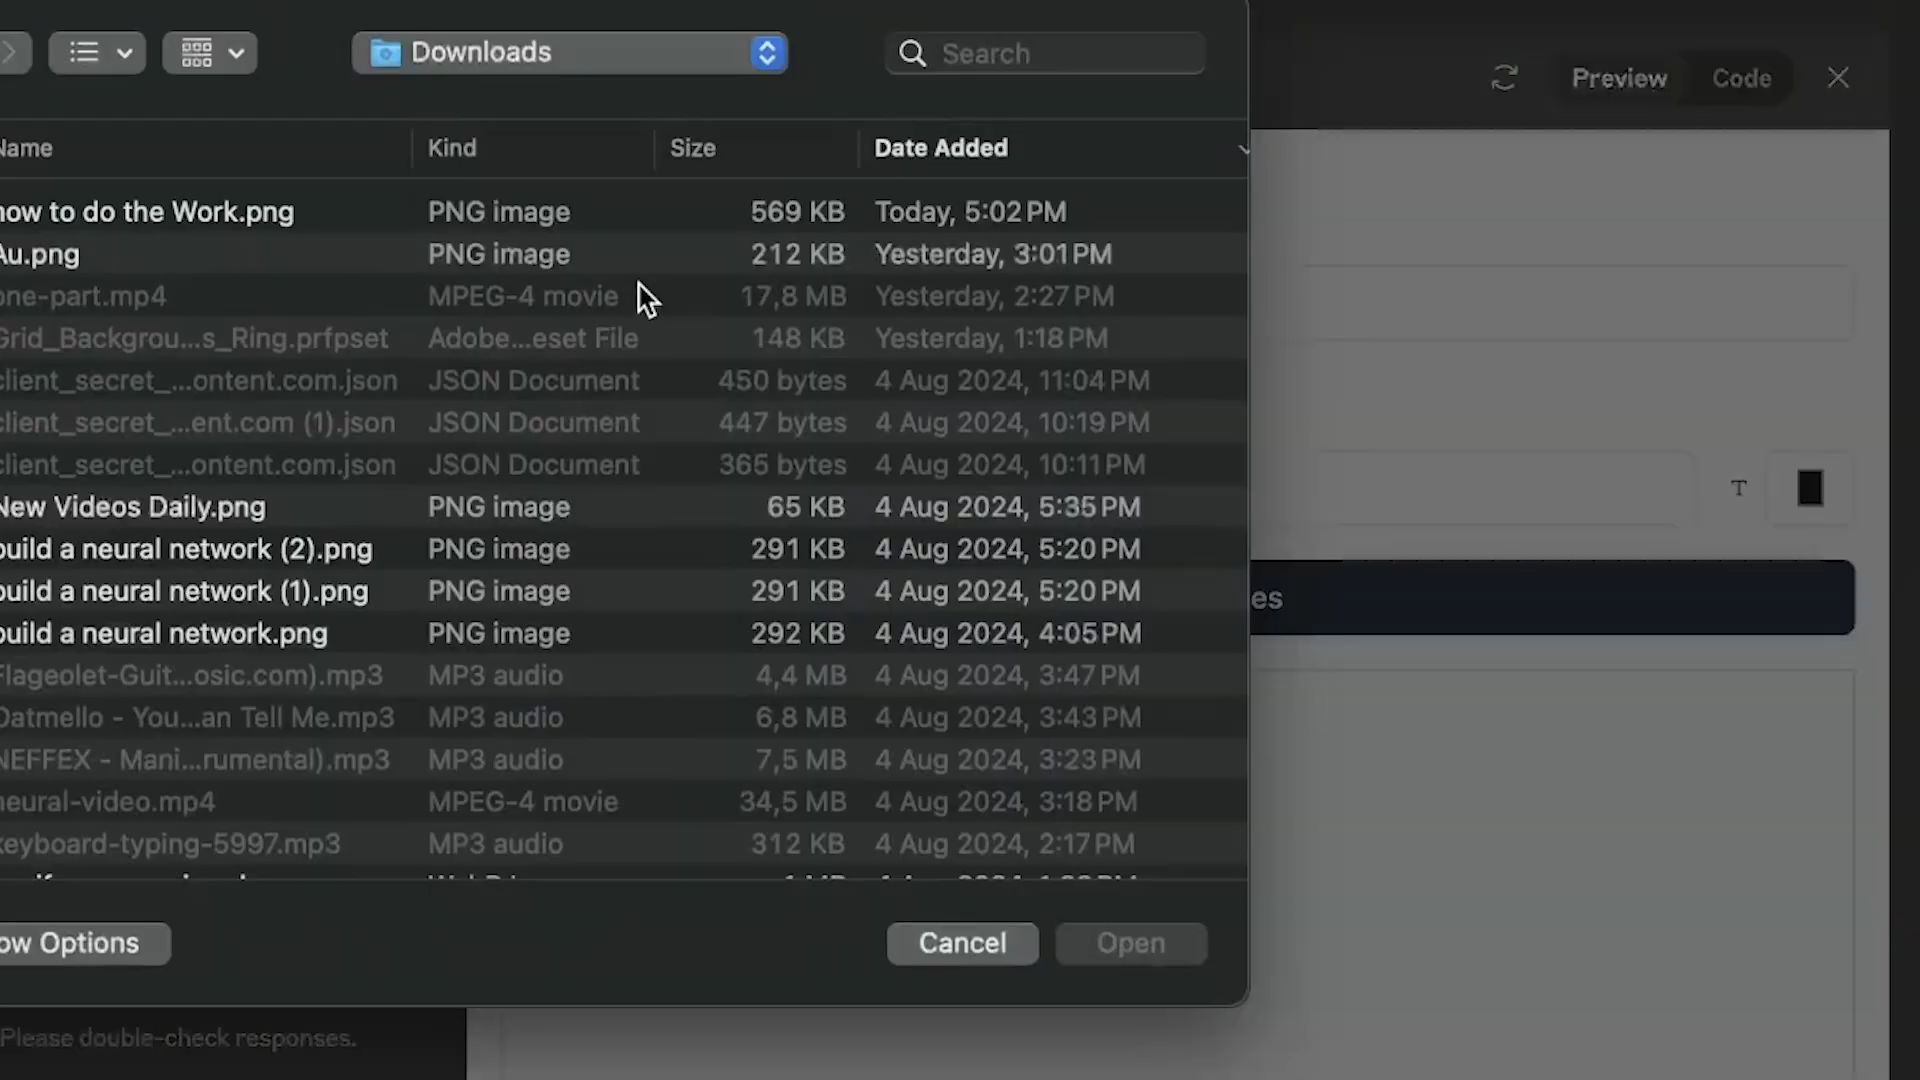 Downloads
Search
Preview Code
Name Kind Size Date Added
how to do the Work.png PNG image 569 KB Today, 5:02 PM
Au.png PNG image 212 KB Yesterday, 3:01 PM
one-part.mp4 MPEG-4 movie 17,8 MB Yesterday, 2:27 PM
Grid_Backgrou...s_Ring.prfpset Adobe...eset File 148 KB Yesterday, 1:18 PM
client_secret_...ontent.com.json JSON Document 450 bytes 4 Aug 2024, 11:04 PM
client_secret_...ent.com (1).json JSON Document 447 bytes 4 Aug 2024, 10:19 PM
client_secret_...ontent.com.json JSON Document 365 bytes 4 Aug 2024, 10:11 PM
T
New Videos Daily.png PNG image 65 KB 4 Aug 2024, 5:35 PM
build a neural network (2).png PNG image 291 KB 4 Aug 2024, 5:20 PM
build a neural network (1).png PNG image 291 KB 4 Aug 2024, 5:20 PM
es
build a neural network.png PNG image 292 KB 4 Aug 2024, 4:05 PM
Flageolet-Guit...osic.com).mp3 MP3 audio 4,4 MB 4 Aug 2024, 3:47 PM
Oatmello - You...an Tell Me.mp3 MP3 audio 6,8 MB 4 Aug 2024, 3:43 PM
NEFFEX - Mani...rumental).mp3 MP3 audio 7,5 MB 4 Aug 2024, 3:23 PM
neural-video.mp4 MPEG-4 movie 34,5 MB 4 Aug 2024, 3:18 PM
keyboard-typing-5997.mp3 MP3 audio 312 KB 4 Aug 2024, 2:17 PM
ow Options Cancel Open
Please double-check responses.